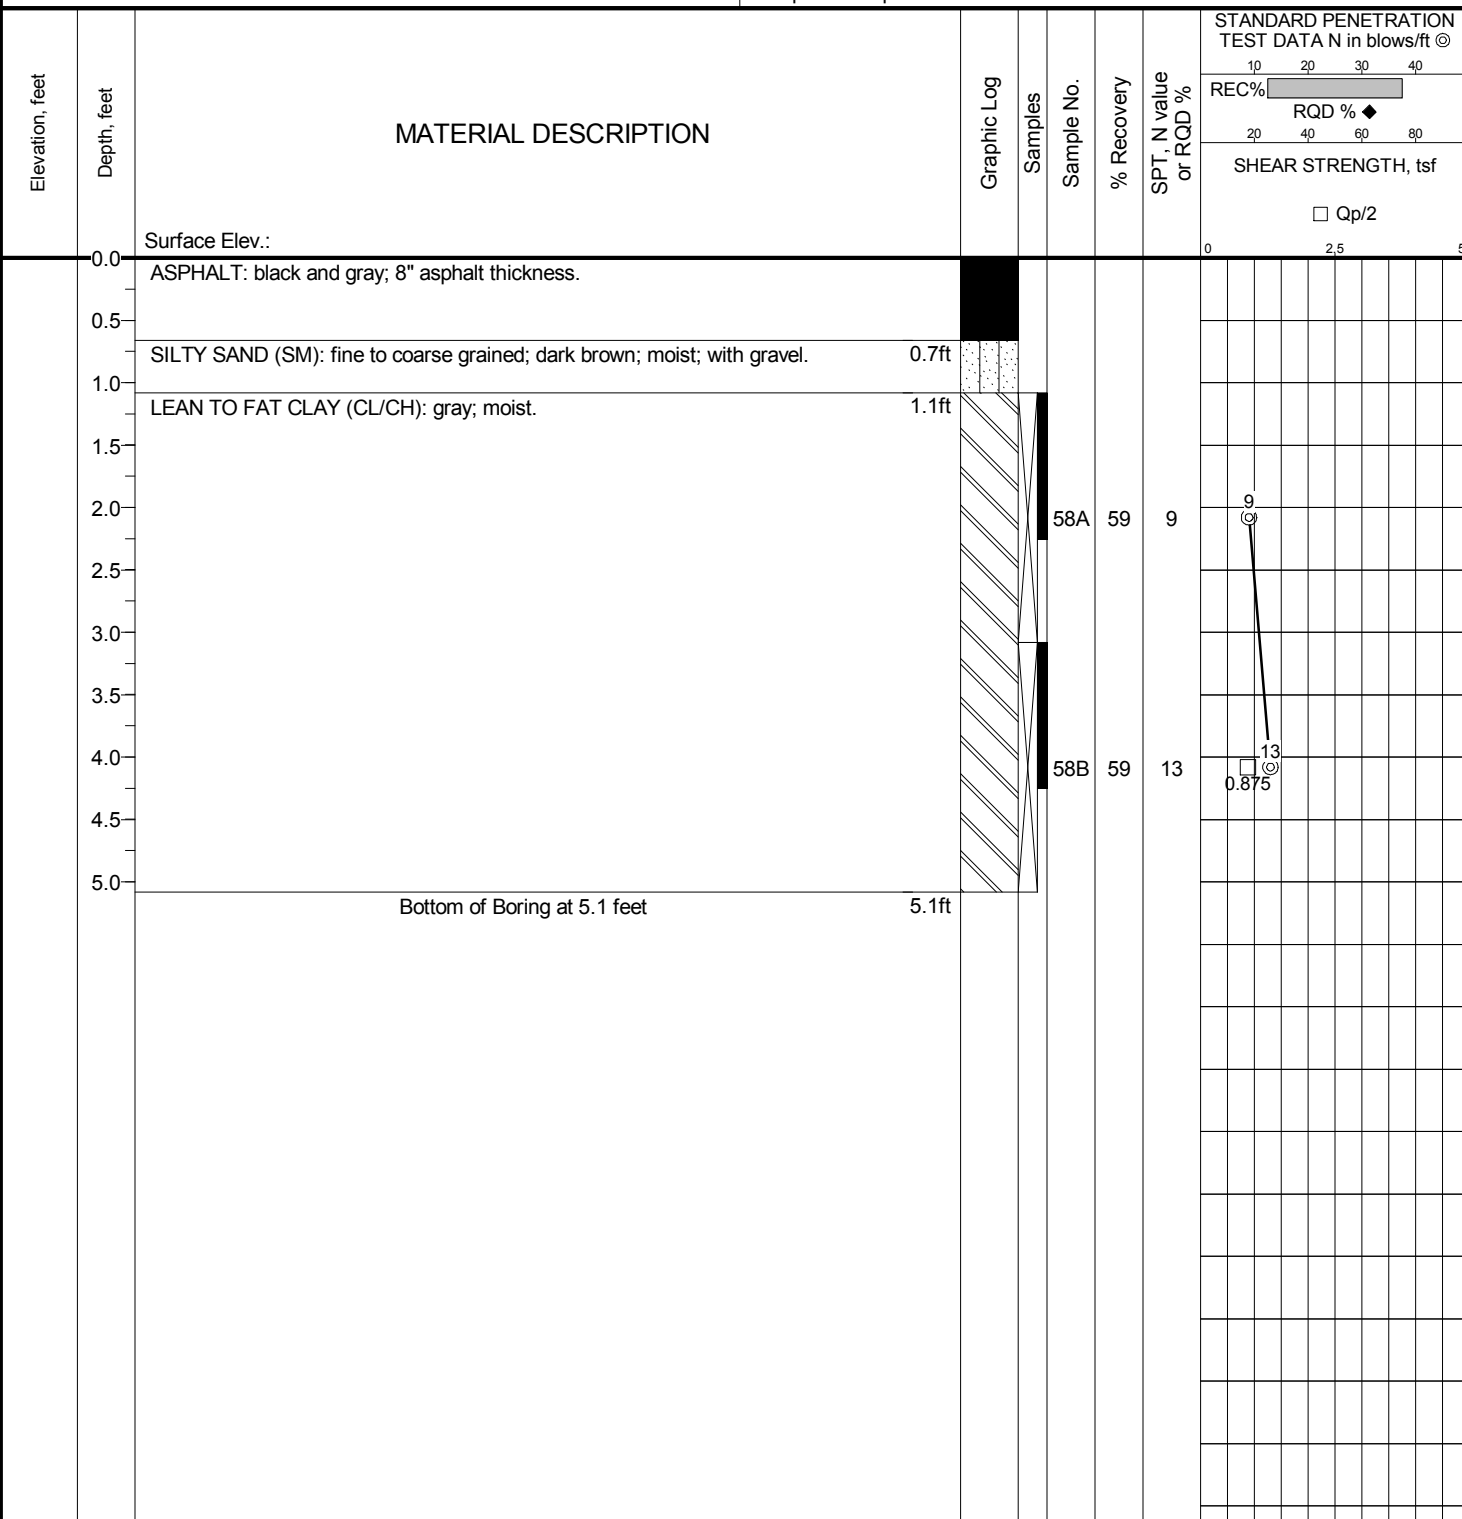 STANDARD PENETRATION
TEST DATA N in blows/ft
10 20 30 40
REC%
RQD %
20 40 60 80
SHEAR STRENGTH, tsf
Qp/2
0 2.5 5
Elevation, feet
Depth, feet
MATERIAL DESCRIPTION
Graphic Log
Samples
Sample No.
% Recovery
SPT, N value
or RQD %
Surface Elev.:
0.0
ASPHALT: black and gray; 8" asphalt thickness.
0.5
SILTY SAND (SM): fine to coarse grained; dark brown; moist; with gravel. 0.7ft
1.0
LEAN TO FAT CLAY (CL/CH): gray; moist. 1.1ft
1.5
2.0
58A 59 9 9
2.5
3.0
3.5
4.0
58B 59 13 13
0.875
4.5
5.0
Bottom of Boring at 5.1 feet 5.1ft